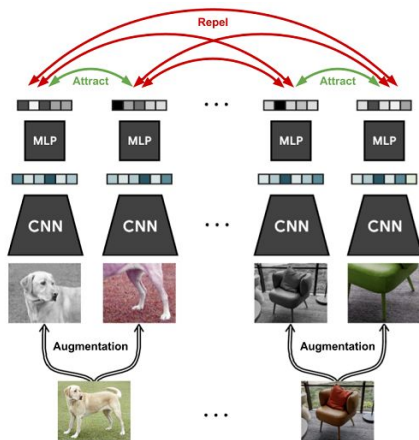 Repel
Attract
Attract
...
MLP
MLP
MLP
MLP
CNN
CNN
...
CNN
CNN
Augmentation
Augmentation
...